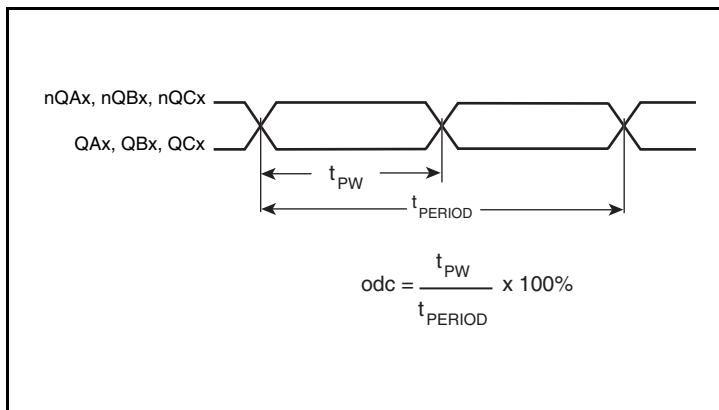 nQAx, nQBx, nQCx
QAx, QBx, QCx
tPW
tPERIOD
odc = tPW / tPERIOD x 100%